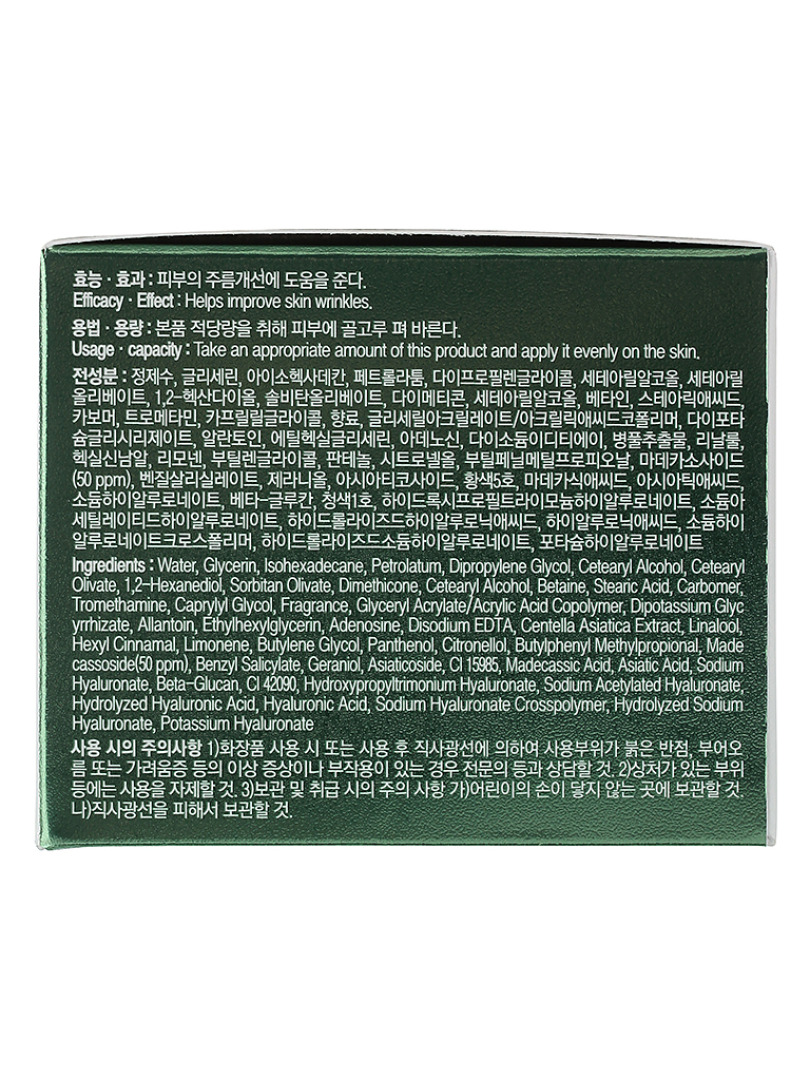 효능 · 효과 : 피부의 주름개선에 도움을 준다.
Efficacy · Effect : Helps improve skin wrinkles.
용법 · 용량 : 본품 적당량을 취해 피부에 골고루 펴 바른다.
Usage · capacity : Take an appropriate amount of this product and apply it evenly on the skin.
전성분 : 정제수, 글리세린, 아이소헥사데칸, 페트롤라툼, 다이프로필렌글라이콜, 세테아릴알코올, 세테아릴
올리베이트, 1,2-헥산다이올, 솔비탄올리베이트, 다이메티콘, 세테아릴알코올, 베타인, 스테아릭애씨드,
카보머, 트로메타민, 카프릴릴글라이콜, 향료, 글리세릴아크릴레이트/아크릴릭애씨드코폴리머, 다이포타
슘글리시리제이트, 알란토인, 에틸헥실글리세린, 아데노신, 다이소듐이디티에이, 병풀추출물, 리날룰,
헥실신남알, 리모넨, 부틸렌글라이콜, 판테놀, 시트로넬올, 부틸페닐메틸프로피오날, 마데카소사이드
(50 ppm), 벤질살리실레이트, 제라니올, 아시아티코사이드, 황색5호, 마데카식애씨드, 아시아틱애씨드,
소듐하이알루로네이트, 베타-글루칸, 청색1호, 하이드록시프로필트라이모늄하이알루로네이트, 소듐아
세틸레이티드하이알루로네이트, 하이드롤라이즈드하이알루로닉애씨드, 하이알루로닉애씨드, 소듐하이
알루로네이트크로스폴리머, 하이드롤라이즈드소듐하이알루로네이트, 포타슘하이알루로네이트
Ingredients : Water, Glycerin, Isohexadecane, Petrolatum, Dipropylene Glycol, Cetearyl Alcohol, Cetearyl
Olivate, 1,2-Hexanediol, Sorbitan Olivate, Dimethicone, Cetearyl Alcohol, Betaine, Stearic Acid, Carbomer,
Tromethamine, Caprylyl Glycol, Fragrance, Glyceryl Acrylate/Acrylic Acid Copolymer, Dipotassium Glyc
yrrhizate, Allantoin, Ethylhexylglycerin, Adenosine, Disodium EDTA, Centella Asiatica Extract, Linalool,
Hexyl Cinnamal, Limonene, Butylene Glycol, Panthenol, Citronellol, Butylphenyl Methylpropional, Made
cassoside(50 ppm), Benzyl Salicylate, Geraniol, Asiaticoside, CI 15985, Madecassic Acid, Asiatic Acid, Sodium
Hyaluronate, Beta-Glucan, CI 42090, Hydroxypropyltrimonium Hyaluronate, Sodium Acetylated Hyaluronate,
Hydrolyzed Hyaluronic Acid, Hyaluronic Acid, Sodium Hyaluronate Crosspolymer, Hydrolyzed Sodium
Hyaluronate, Potassium Hyaluronate
사용 시의 주의사항 1)화장품 사용 시 또는 사용 후 직사광선에 의하여 사용부위가 붉은 반점, 부어오
름 또는 가려움증 등의 이상 증상이나 부작용이 있는 경우 전문의 등과 상담할 것. 2)상처가 있는 부위
등에는 사용을 자제할 것. 3)보관 및 취급 시의 주의 사항 가)어린이의 손이 닿지 않는 곳에 보관할 것.
나)직사광선을 피해서 보관할 것.